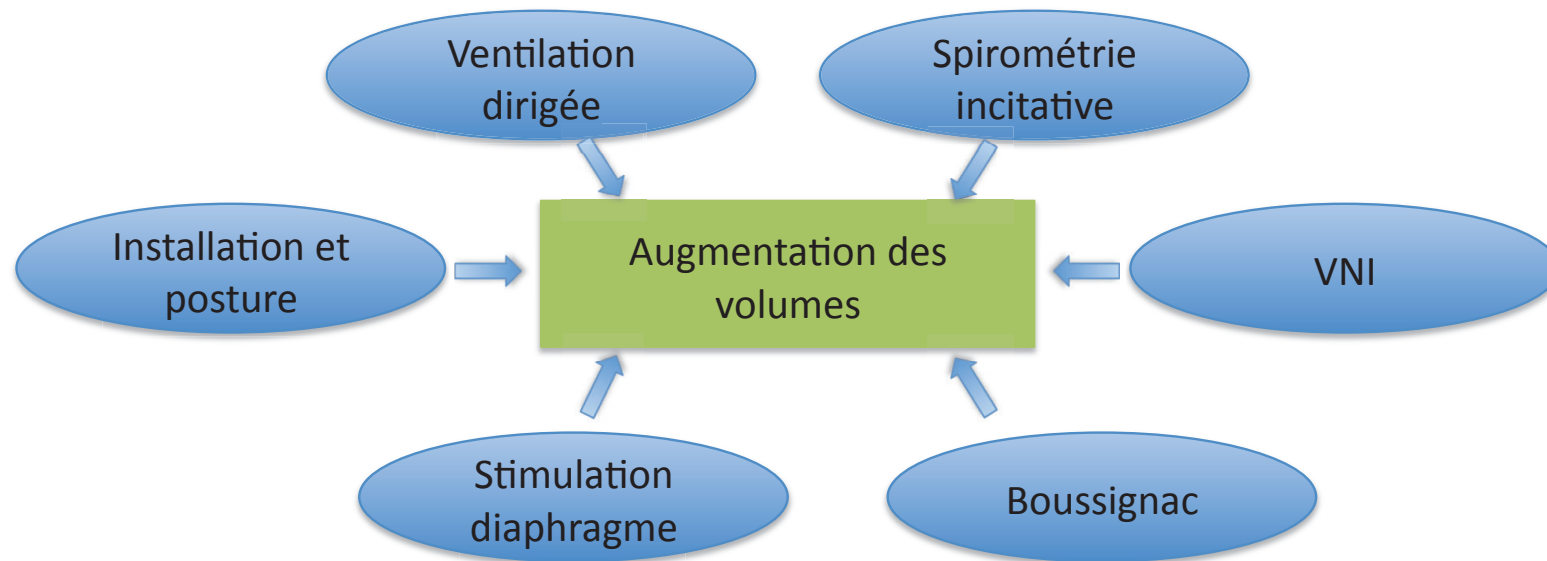 Ventilation
dirigée
Spirométrie
incitative
Installation et
posture
Augmentation des
volumes
VNI
Stimulation
diaphragme
Boussignac